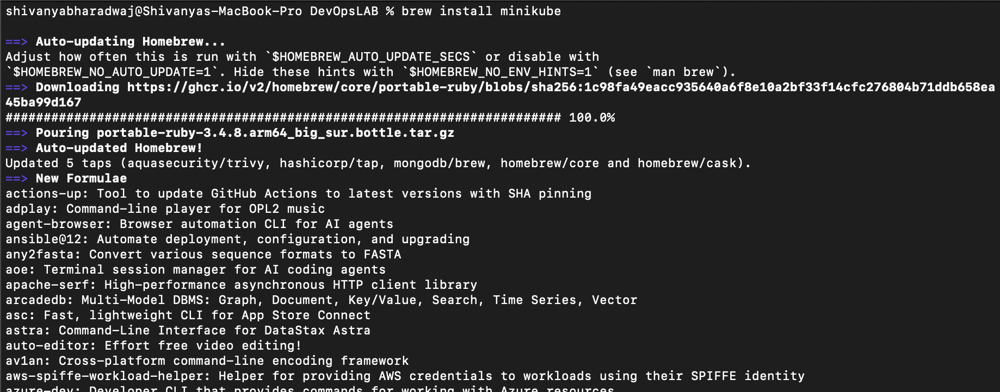 shivanyabharadwaj@Shivanyas-MacBook-Pro DevOpsLAB % brew install minikube
==> Auto-updating Homebrew...
Adjust how often this is run with `$HOMEBREW_AUTO_UPDATE_SECS` or disable with
`$HOMEBREW_NO_AUTO_UPDATE=1`. Hide these hints with `$HOMEBREW_NO_ENV_HINTS=1` (see `man brew`).
==> Downloading https://ghcr.io/v2/homebrew/core/portable-ruby/blobs/sha256:1c98fa49eacc935640a6f8e10a2bf33f14cfc276804b71ddb658ea
45ba99d167
######################################################################### 100.0%
==> Pouring portable-ruby-3.4.8.arm64_big_sur.bottle.tar.gz
==> Auto-updated Homebrew!
Updated 5 taps (aquasecurity/trivy, hashicorp/tap, mongodb/brew, homebrew/core and homebrew/cask).
==> New Formulae
actions-up: Tool to update GitHub Actions to latest versions with SHA pinning
adplay: Command-line player for OPL2 music
agent-browser: Browser automation CLI for AI agents
ansible@12: Automate deployment, configuration, and upgrading
any2fasta: Convert various sequence formats to FASTA
aoe: Terminal session manager for AI coding agents
apache-serf: High-performance asynchronous HTTP client library
arcadedb: Multi-Model DBMS: Graph, Document, Key/Value, Search, Time Series, Vector
asc: Fast, lightweight CLI for App Store Connect
astra: Command-Line Interface for DataStax Astra
auto-editor: Effort free video editing!
av1an: Cross-platform command-line encoding framework
aws-spiffe-workload-helper: Helper for providing AWS credentials to workloads using their SPIFFE identity
azure-dev: Developer CLI that provides commands for working with Azure resources